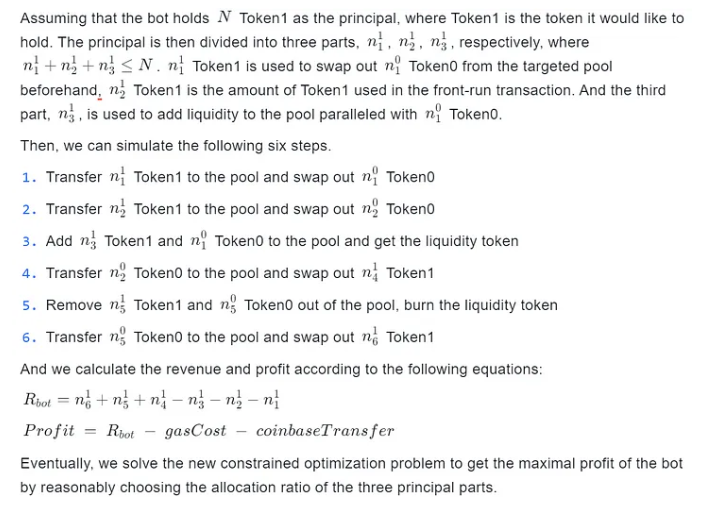 Assuming that the bot holds N Token1 as the principal, where Token1 is the token it would like to
hold. The principal is then divided into three parts, n_1^1, n_2^1, n_3^1, respectively, where
n_1^1 + n_2^1 + n_3^1 ≤ N. n_1^1 Token1 is used to swap out n_1^0 Token0 from the targeted pool
beforehand, n_2^1 Token1 is the amount of Token1 used in the front-run transaction. And the third
part, n_3^1, is used to add liquidity to the pool paralleled with n_1^0 Token0.
Then, we can simulate the following six steps.
1. Transfer n_1^1 Token1 to the pool and swap out n_1^0 Token0
2. Transfer n_2^1 Token1 to the pool and swap out n_2^0 Token0
3. Add n_3^1 Token1 and n_1^0 Token0 to the pool and get the liquidity token
4. Transfer n_2^0 Token0 to the pool and swap out n_4^1 Token1
5. Remove n_5^1 Token1 and n_5^0 Token0 out of the pool, burn the liquidity token
6. Transfer n_5^0 Token0 to the pool and swap out n_6^1 Token1
And we calculate the revenue and profit according to the following equations:
R_bot = n_6^1 + n_5^1 + n_4^1 − n_3^1 − n_2^1 − n_1^1
Profit = R_bot − gasCost − coinbaseTransfer
Eventually, we solve the new constrained optimization problem to get the maximal profit of the bot
by reasonably choosing the allocation ratio of the three principal parts.